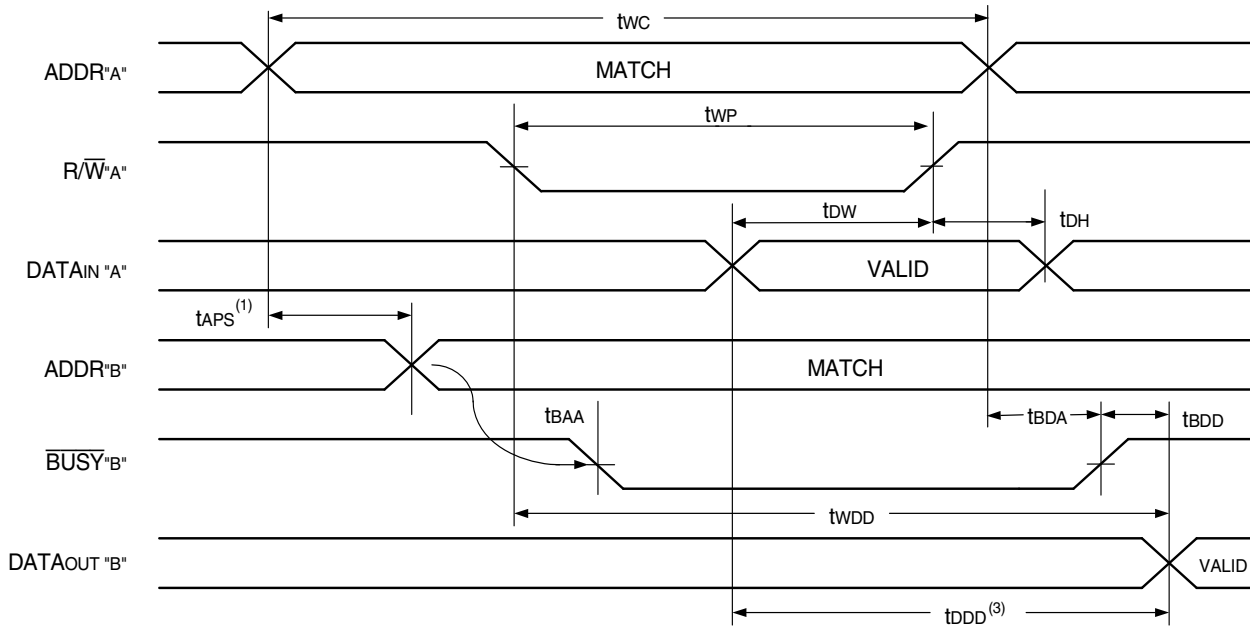 tWC
ADDR"A"
MATCH
tWP
R/W̅"A"
tDW
tDH
DATAIN "A"
VALID
tAPS(1)
ADDR"B"
MATCH
tBAA
tBDA
tBDD
B̅U̅S̅Y̅"B"
tWDD
DATAOUT "B"
VALID
tDDD(3)